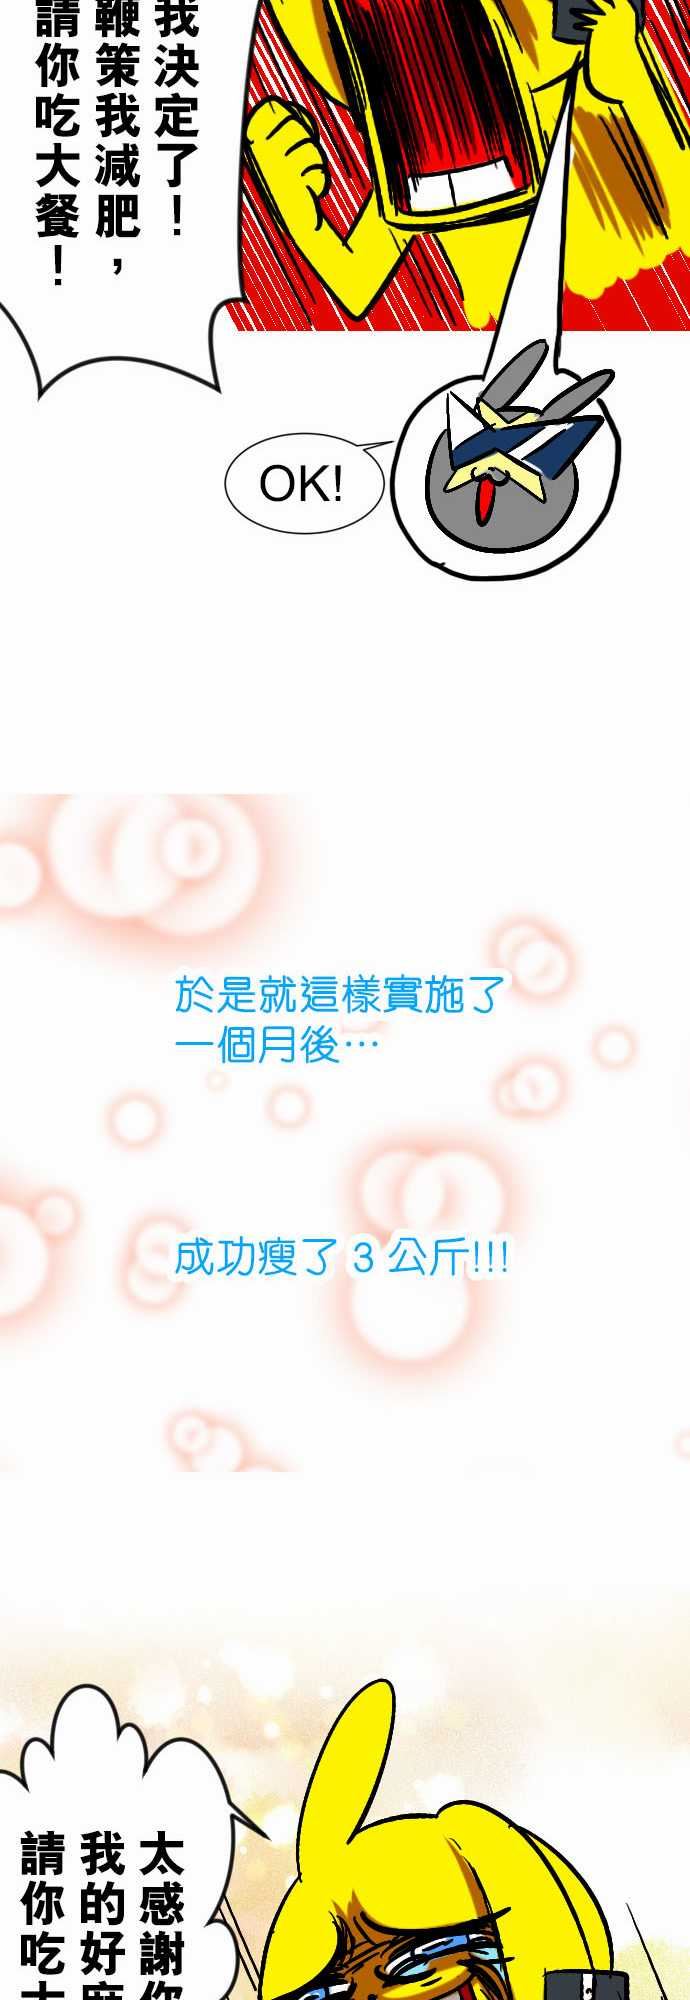 我決定了！
鞭策我減肥，
請你吃大餐！
OK!
於是就這樣實施了
一個月後…
成功瘦了3公斤!!!
太感謝你
我的好麻
請你吃大